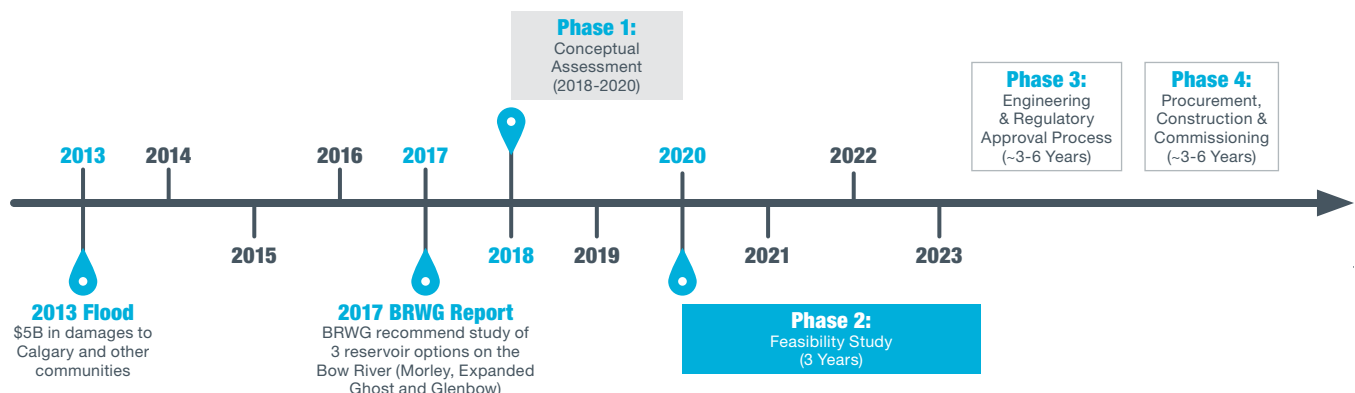 Phase 1:
Conceptual
Assessment
(2018-2020)
Phase 3:
Engineering
& Regulatory
Approval Process
(~3-6 Years)
Phase 4:
Procurement,
Construction &
Commissioning
(~3-6 Years)
2013
2014
2016
2017
2020
2022
2015
2018
2019
2021
2023
2013 Flood
$5B in damages to
Calgary and other
communities
2017 BRWG Report
BRWG recommend study of
3 reservoir options on the
Bow River (Morley, Expanded
Ghost and Glenbow)
Phase 2:
Feasibility Study
(3 Years)